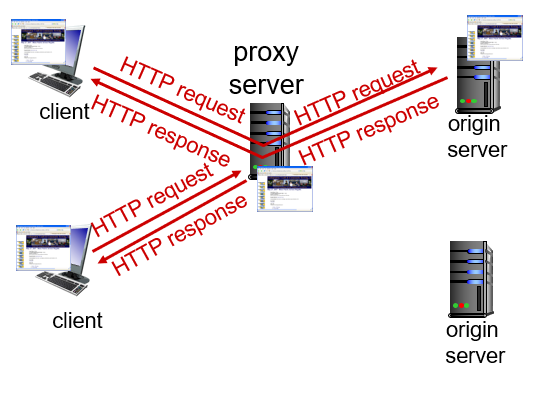 proxy
server
client
HTTP request
HTTP response
HTTP request
HTTP response
origin
server
HTTP request
HTTP response
client
origin
server